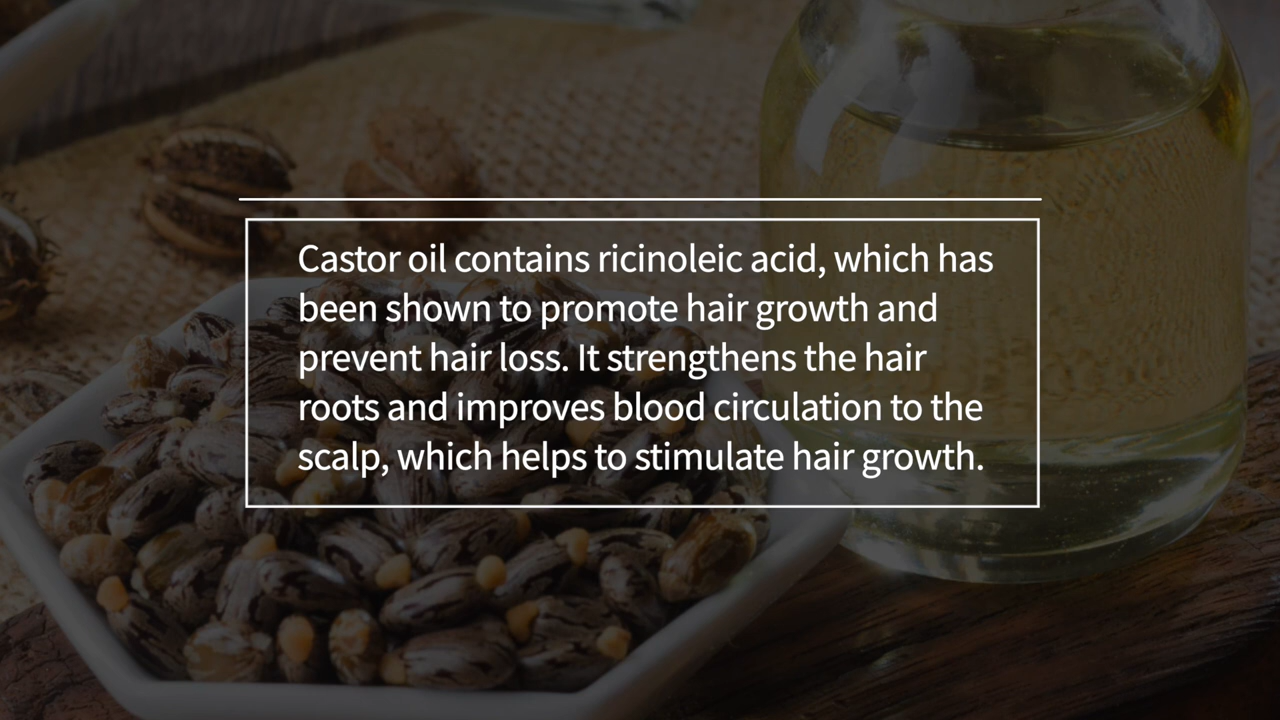 Castor oil contains ricinoleic acid, which has
been shown to promote hair growth and
prevent hair loss. It strengthens the hair
roots and improves blood circulation to the
scalp, which helps to stimulate hair growth.